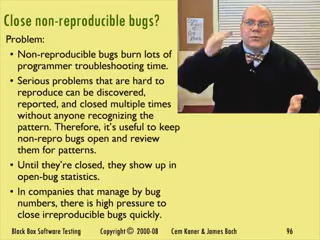 Close non-reproducible bugs?
Problem:
• Non-reproducible bugs burn lots of
programmer troubleshooting time.
• Serious problems that are hard to
reproduce can be discovered,
reported, and closed multiple times
without anyone recognizing the
pattern. Therefore, it's useful to keep
non-repro bugs open and review
them for patterns.
• Until they're closed, they show up in
open-bug statistics.
• In companies that manage by bug
numbers, there is high pressure to
close irreproducible bugs quickly.
Black Box Software Testing Copyright © 2000-08 Cem Kaner & James Bach 96